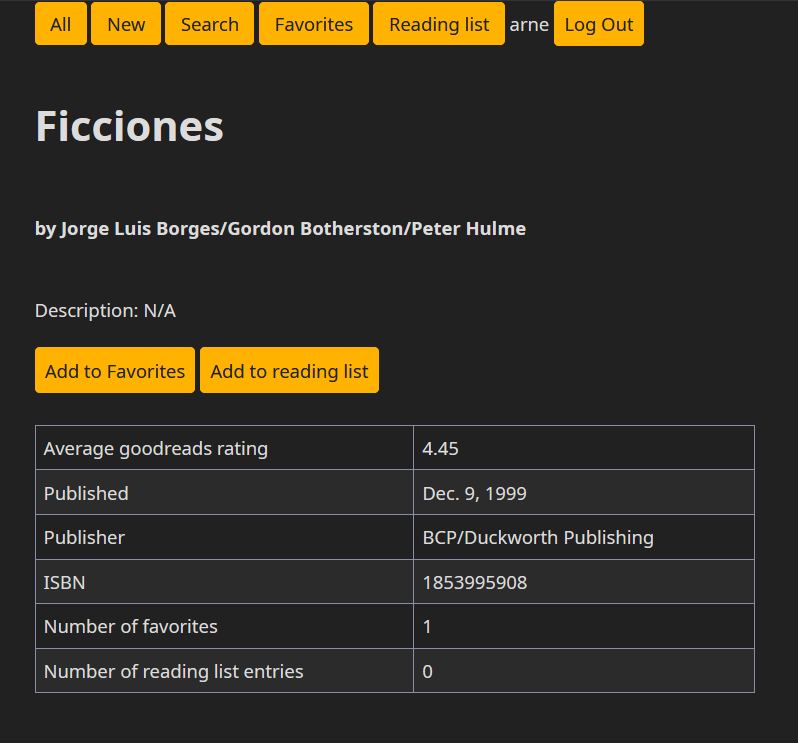 All New Search Favorites Reading list arne Log Out
Ficciones
by Jorge Luis Borges/Gordon Botherston/Peter Hulme
Description: N/A
Add to Favorites Add to reading list
Average goodreads rating 4.45
Published Dec. 9, 1999
Publisher BCP/Duckworth Publishing
ISBN 1853995908
Number of favorites 1
Number of reading list entries 0